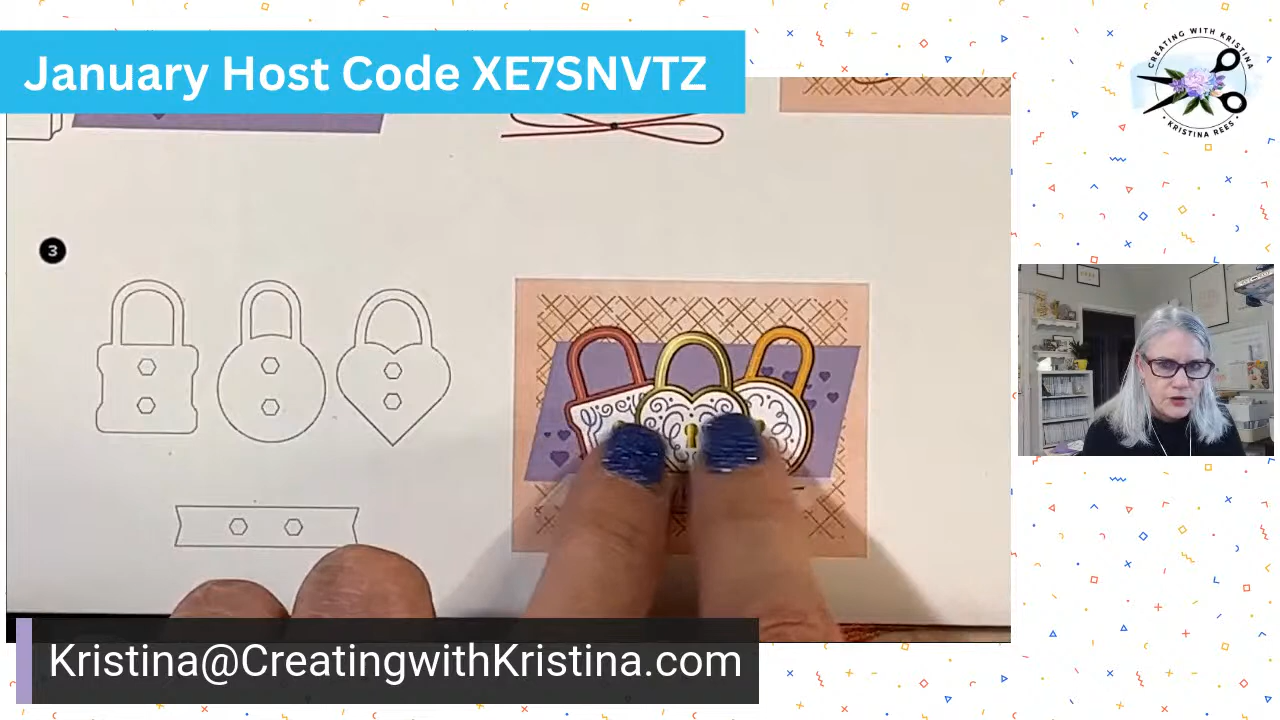 January Host Code XE7SNVTZ
CREATING WITH KRISTINA
• KRISTINA REES •
3
Kristina@CreatingwithKristina.com